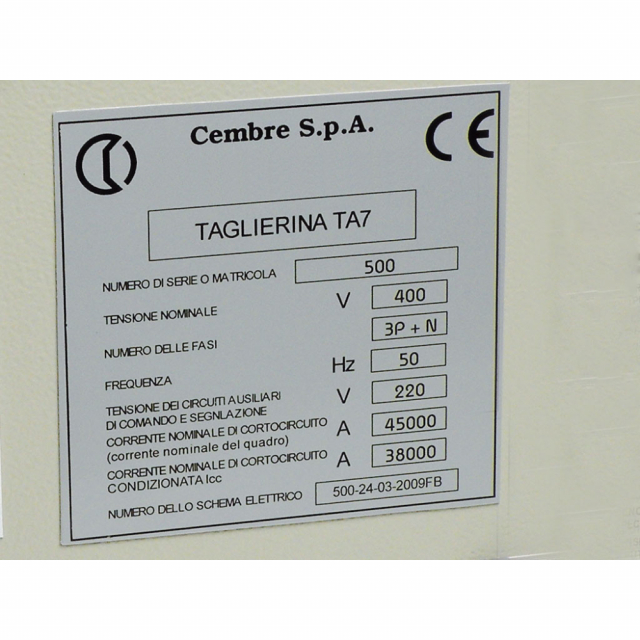 Cembre S.p.A.
CE
TAGLIERINA TA7
NUMERO DI SERIE O MATRICOLA 500
TENSIONE NOMINALE V 400
NUMERO DELLE FASI 3P + N
FREQUENZA Hz 50
TENSIONE DEI CIRCUITI AUSILIARI
DI COMANDO E SEGNLAZIONE V 220
CORRENTE NOMINALE DI CORTOCIRCUITO A 45000
(corrente nominale del quadro)
CORRENTE NOMINALE DI CORTOCIRCUITO A 38000
CONDIZIONATA Icc
NUMERO DELLO SCHEMA ELETTRICO 500-24-03-2009FB